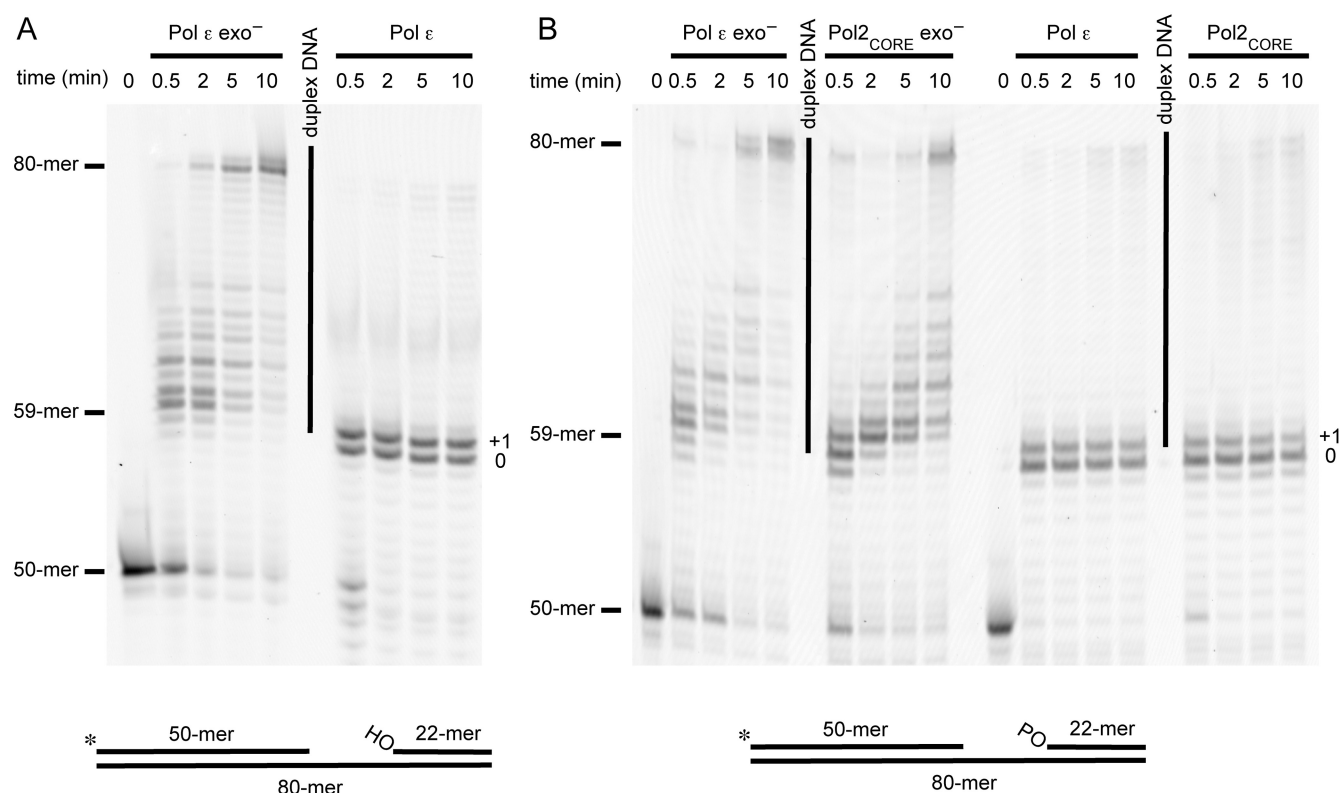 A
Pol ε exo–
duplex DNA
Pol ε
time (min) 0 0.5 2 5 10 0.5 2 5 10
80-mer
59-mer
+1
0
50-mer
* 50-mer HO 22-mer
80-mer
B
Pol ε exo–
duplex DNA
Pol2CORE exo–
Pol ε
duplex DNA
Pol2CORE
time (min) 0 0.5 2 5 10 0.5 2 5 10 0.5 2 5 10 0.5 2 5 10
80-mer
59-mer
+1
0
50-mer
* 50-mer PO 22-mer
80-mer